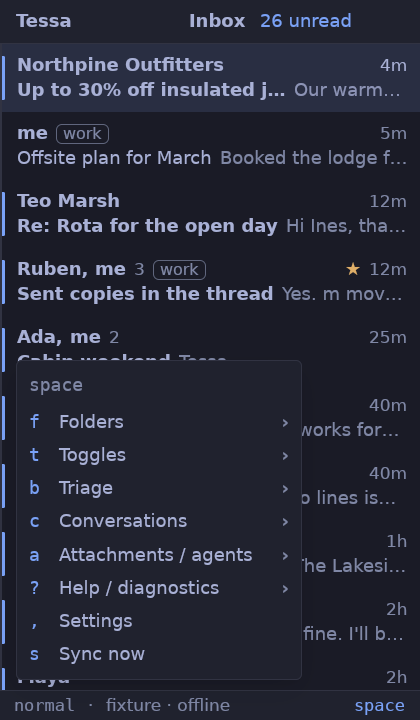 Tessa Inbox 26 unread
Northpine Outfitters 4m
Up to 30% off insulated j… Our warm…
me work 5m
Offsite plan for March Booked the lodge f…
Teo Marsh 12m
Re: Rota for the open day Hi Ines, tha…
Ruben, me 3 work ★ 12m
Sent copies in the thread Yes. m mov…
Ada, me 2 25m
space
40m
f Folders ›
works for…
t Toggles ›
40m
b Triage ›
lines is…
c Conversations ›
1h
a Attachments / agents ›
The Lakesi…
? Help / diagnostics ›
2h
, Settings
fine. I'll b…
s Sync now
2h
normal · fixture · offline space